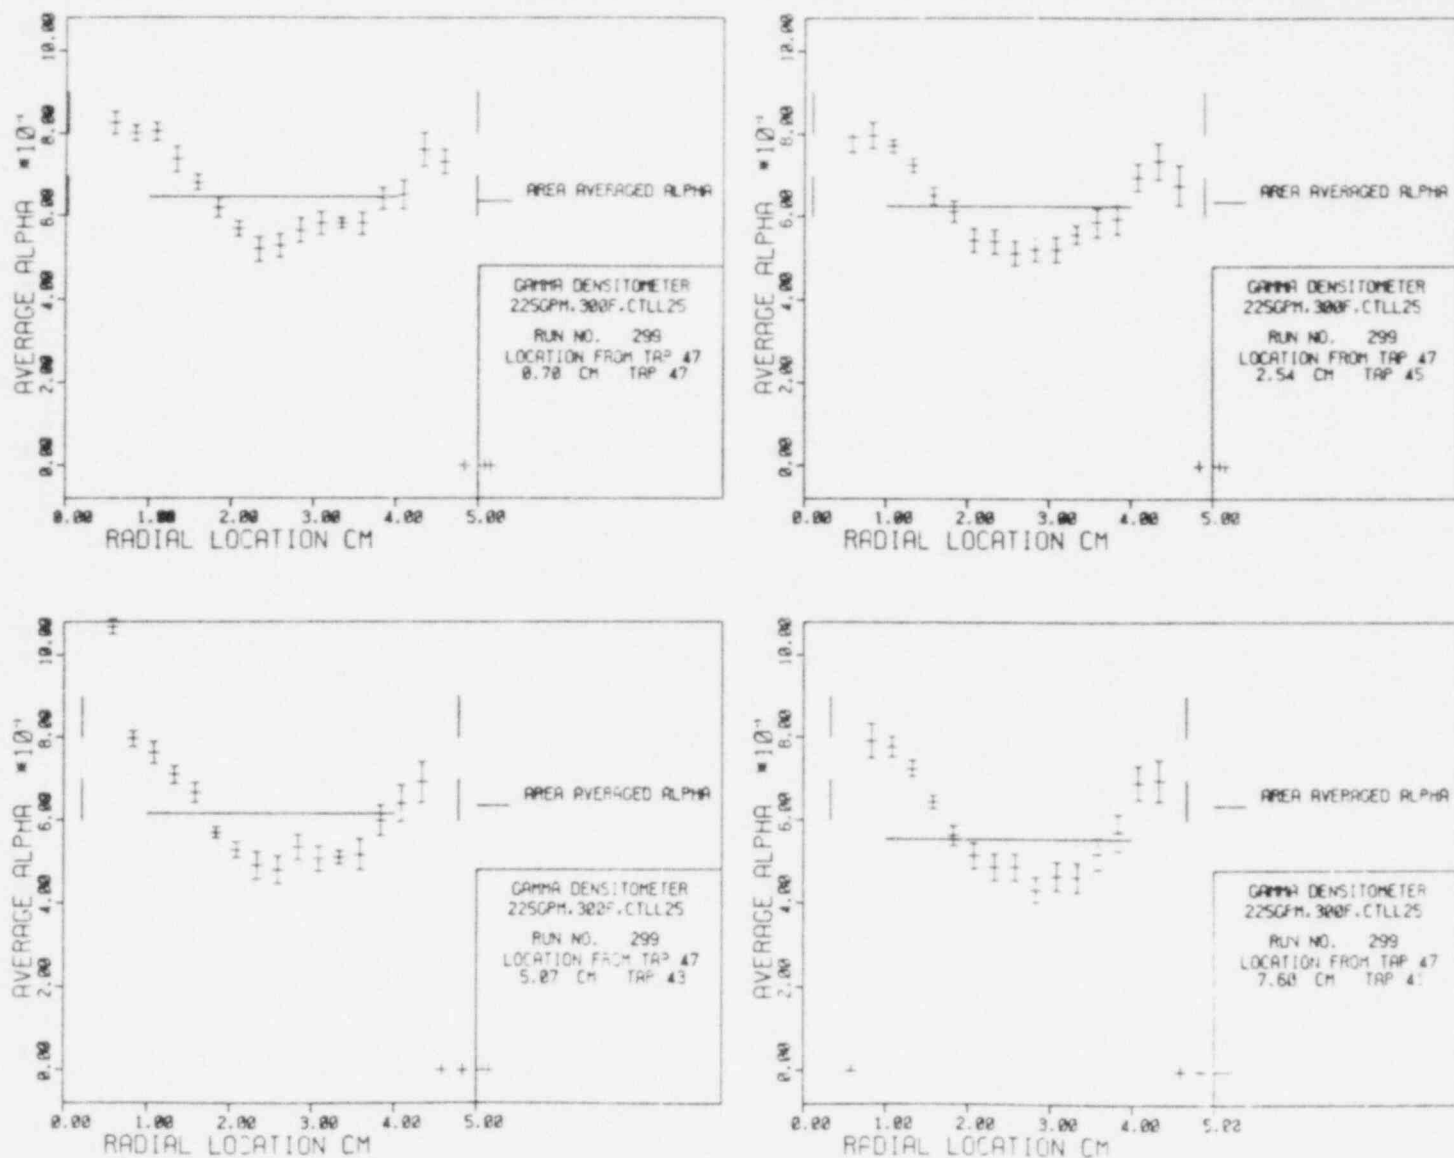 AVERAGE ALPHA *10⁻¹
10.00
8.00
6.00
4.00
2.00
0.00
AREA AVERAGED ALPHA
GAMMA DENSITOMETER
225GPM.300F.CTLL25
RUN NO. 299
LOCATION FROM TAP 47
0.70 CM TAP 47
0.00 1.00 2.00 3.00 4.00 5.00
RADIAL LOCATION CM
AVERAGE ALPHA *10⁻¹
10.00
8.00
6.00
4.00
2.00
0.00
AREA AVERAGED ALPHA
GAMMA DENSITOMETER
225GPM.300F.CTLL25
RUN NO. 299
LOCATION FROM TAP 47
2.54 CM TAP 45
0.00 1.00 2.00 3.00 4.00 5.00
RADIAL LOCATION CM
AVERAGE ALPHA *10⁻¹
10.00
8.00
6.00
4.00
2.00
0.00
AREA AVERAGED ALPHA
GAMMA DENSITOMETER
225GPM.300F.CTLL25
RUN NO. 299
LOCATION FROM TAP 47
5.07 CM TAP 43
0.00 1.00 2.00 3.00 4.00 5.00
RADIAL LOCATION CM
AVERAGE ALPHA *10⁻¹
10.00
8.00
6.00
4.00
2.00
0.00
AREA AVERAGED ALPHA
GAMMA DENSITOMETER
225GPM.300F.CTLL25
RUN NO. 299
LOCATION FROM TAP 47
7.60 CM TAP
0.00 1.00 2.00 3.00 4.00 5.00
RADIAL LOCATION CM